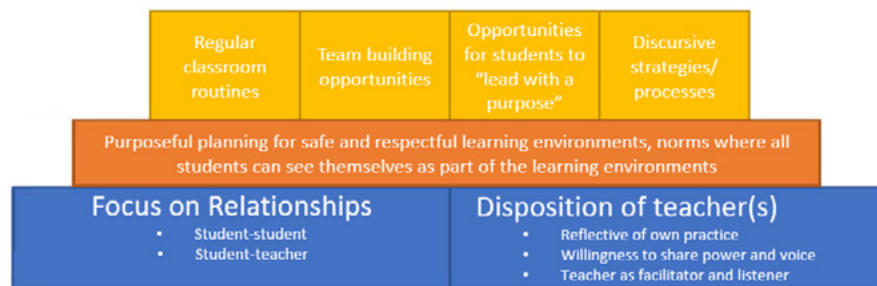 Regular
classroom
routines
Team building
opportunities
Opportunities
for students to
"lead with a
purpose"
Discursive
strategies/
processes
Purposeful planning for safe and respectful learning environments, norms where all
students can see themselves as part of the learning environments
Focus on Relationships
• Student-student
• Student-teacher
Disposition of teacher(s)
• Reflective of own practice
• Willingness to share power and voice
• Teacher as facilitator and listener